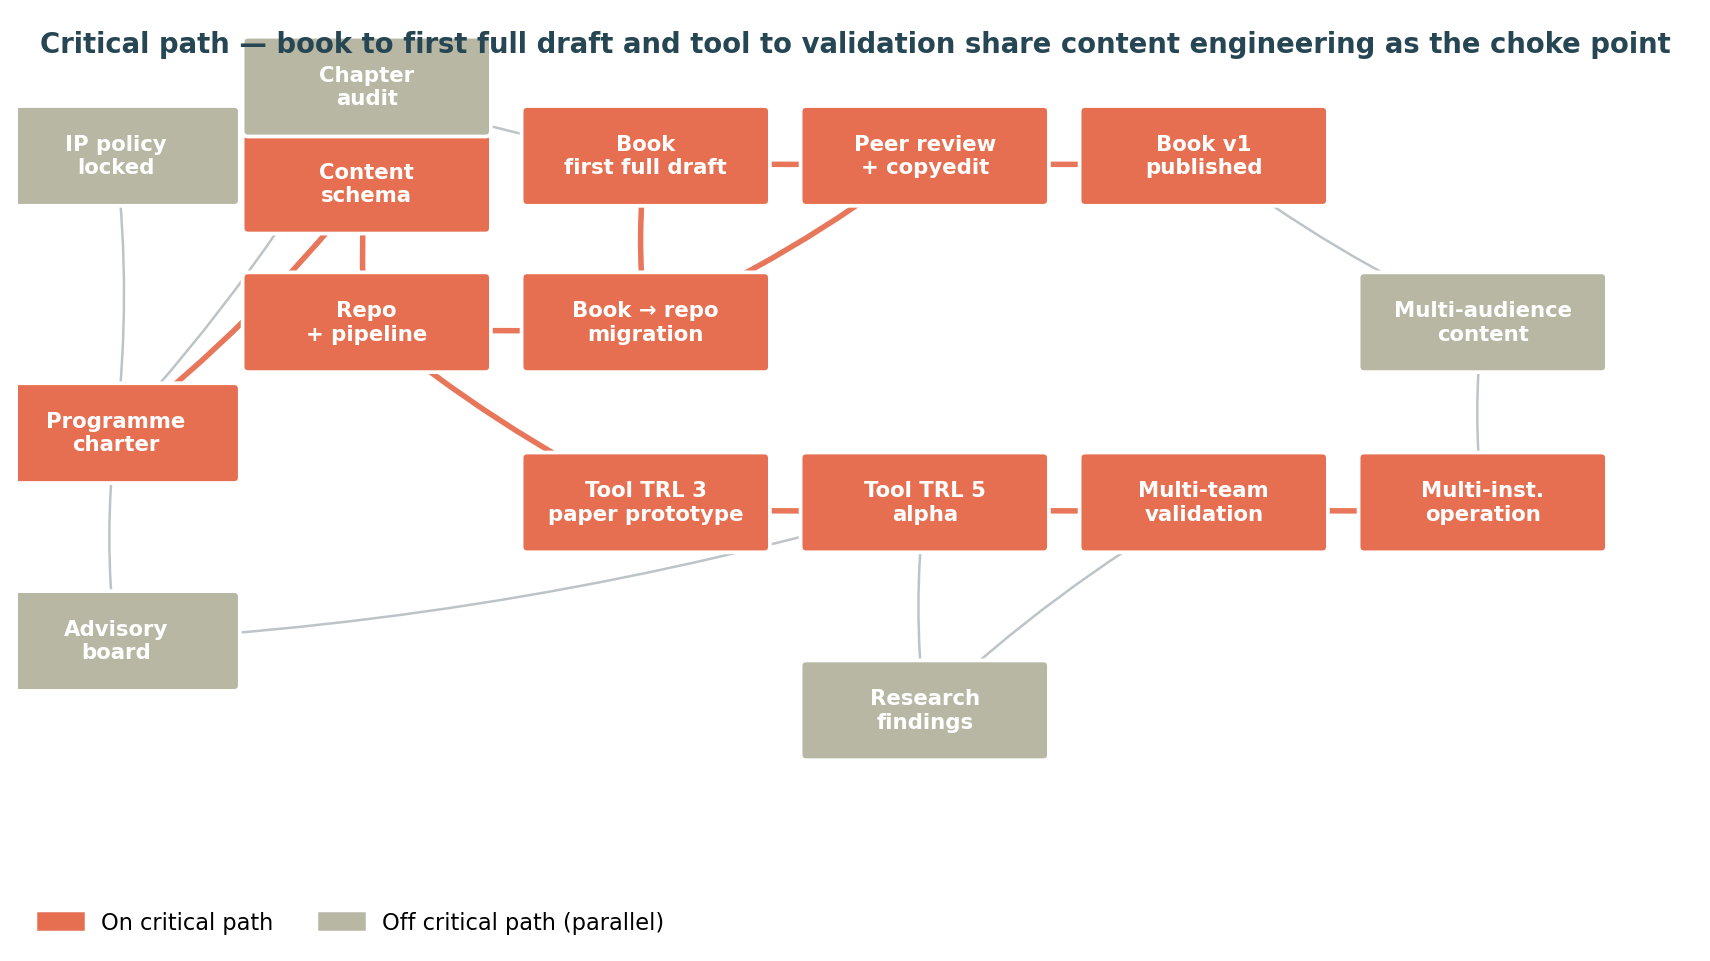 Critical path — book to first full draft and tool to validation share content engineering as the choke point
Chapter
audit
IP policy
locked
Content
schema
Book
first full draft
Peer review
+ copyedit
Book v1
published
Repo
+ pipeline
Book → repo
migration
Multi-audience
content
Programme
charter
Tool TRL 3
paper prototype
Tool TRL 5
alpha
Multi-team
validation
Multi-inst.
operation
Advisory
board
Research
findings
On critical path
Off critical path (parallel)